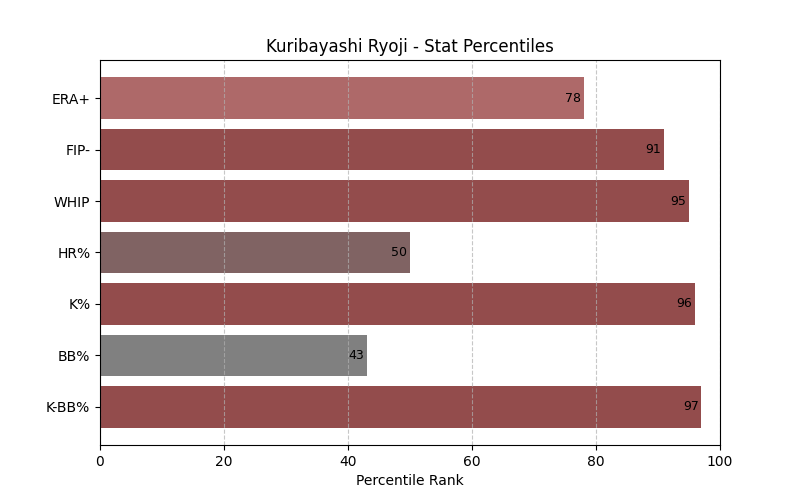 Kuribayashi Ryoji - Stat Percentiles
ERA+ 78
FIP- 91
WHIP 95
HR% 50
K% 96
BB% 43
K-BB% 97
0 20 40 60 80 100
Percentile Rank